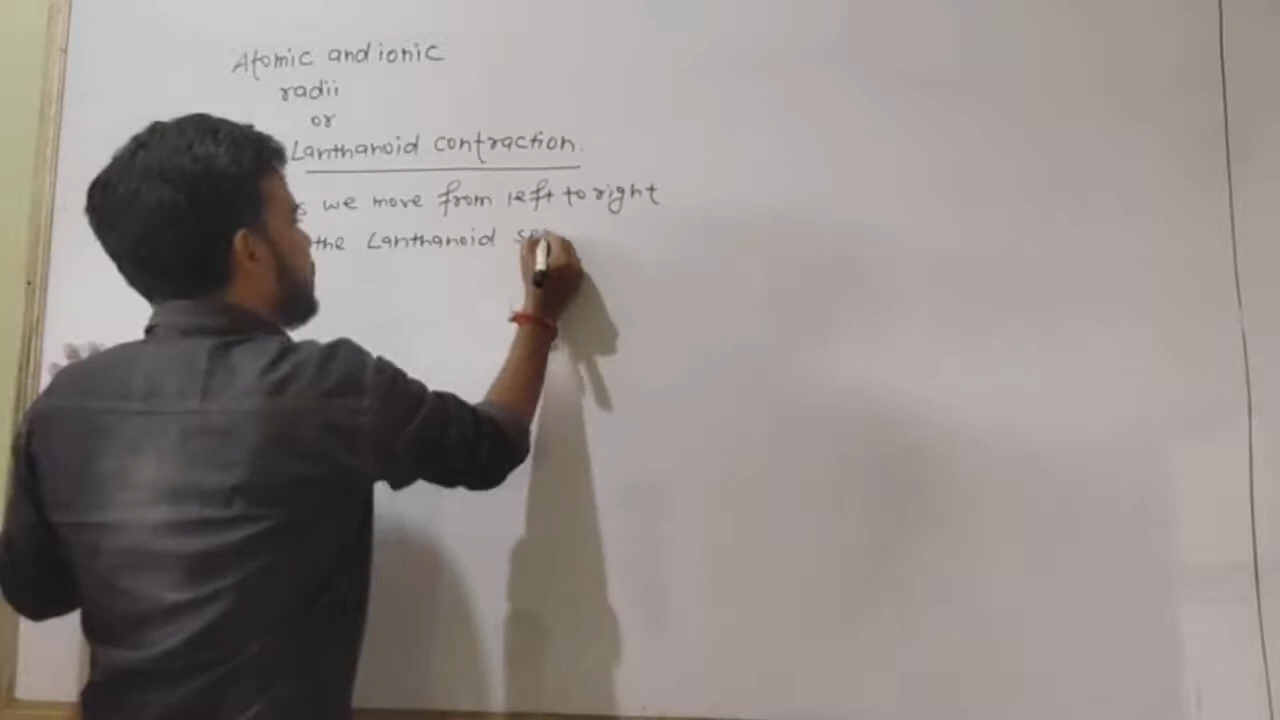 Atomic and ionic
radii
or
Lanthanoid contraction.
we move from left to right
the Lanthanoid